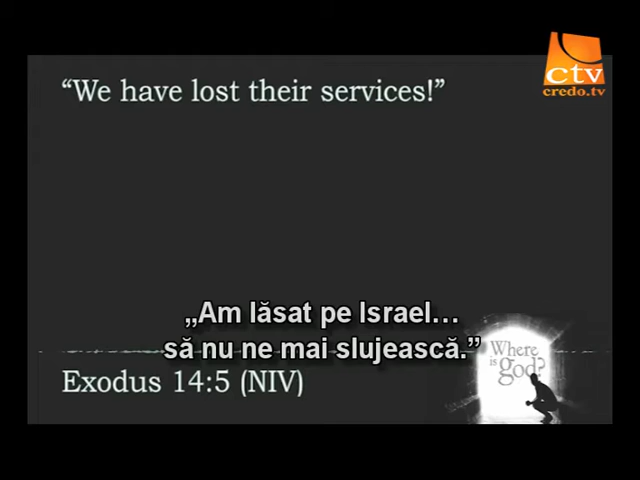 ctv
credo.tv
“We have lost their services!”
„Am lăsat pe Israel…
să nu ne mai slujească.”
Where
is god?
Exodus 14:5 (NIV)